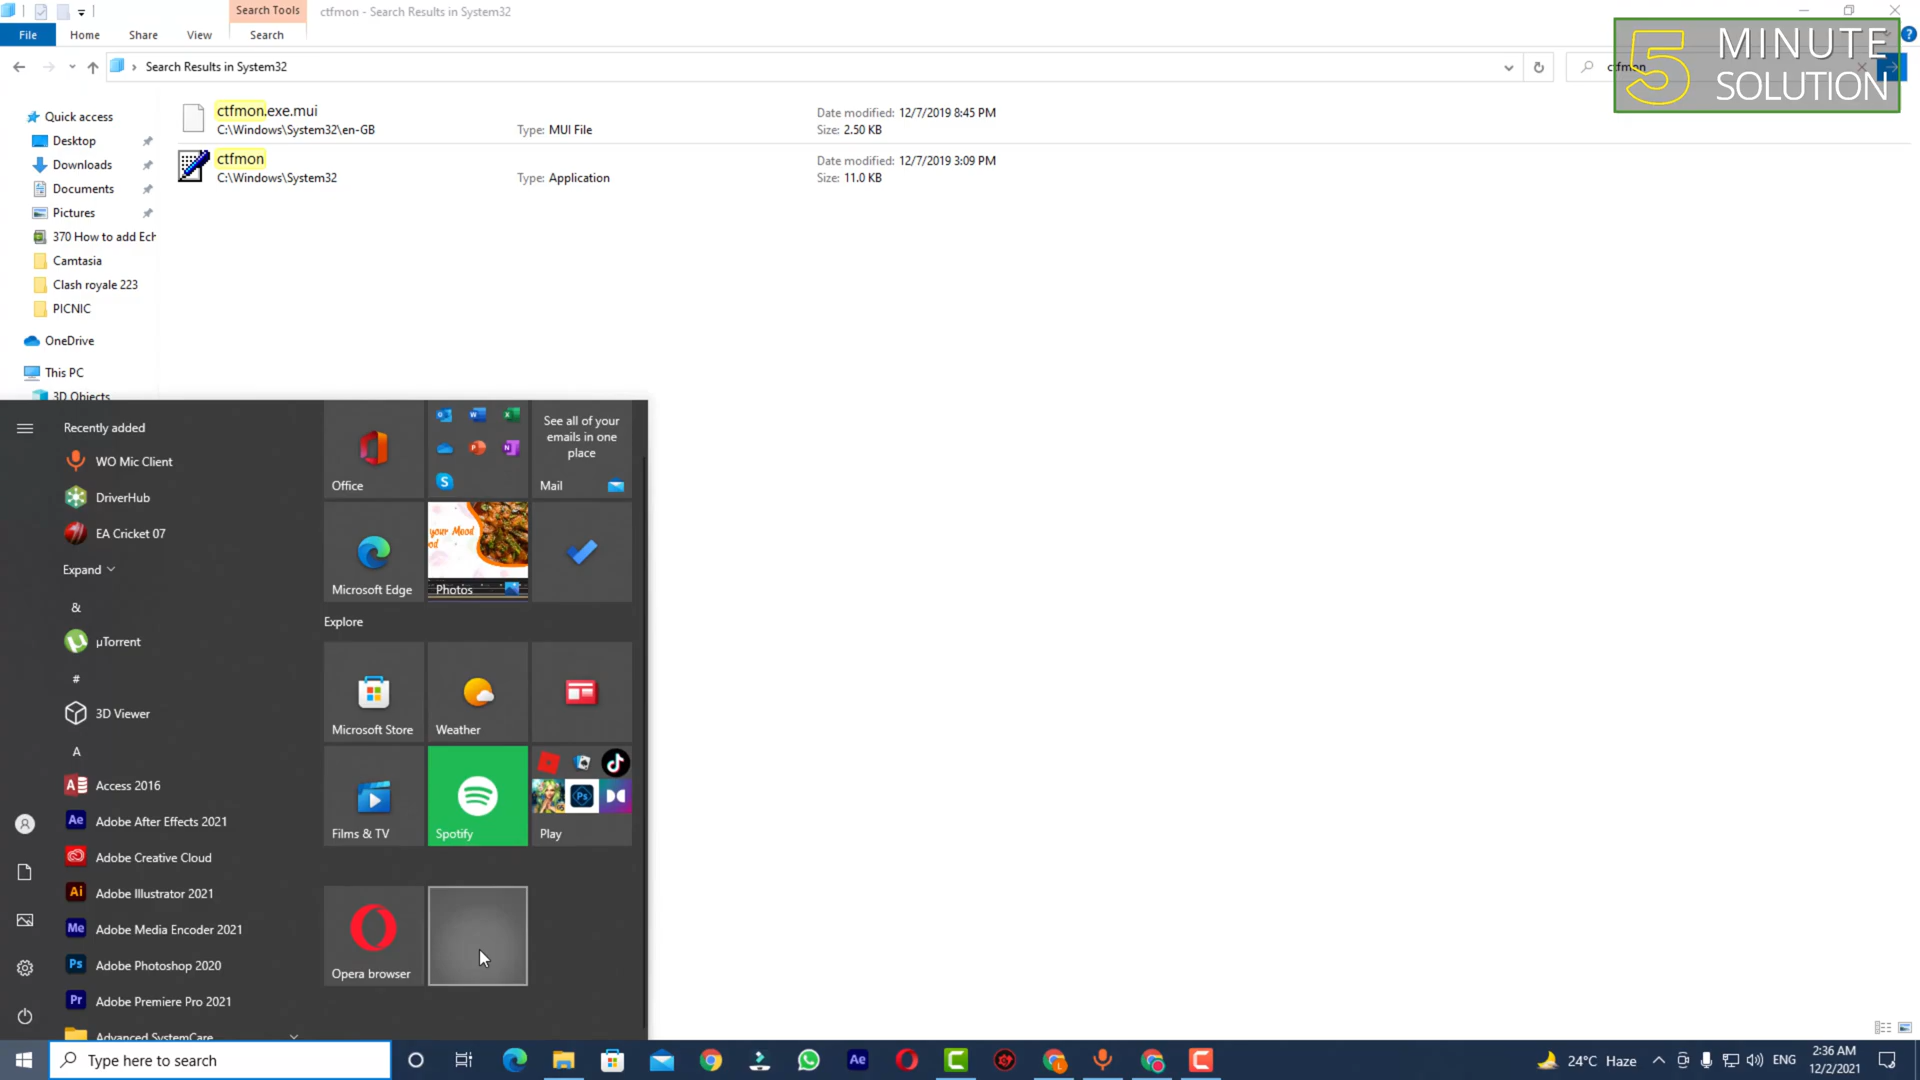 Search Tools
ctfmon - Search Results in System32
File
Home
Share
View
Search
Search Results in System32
5 MINUTE
SOLUTION
Quick access
Desktop
Downloads
Documents
Pictures
370 How to add Ech
Camtasia
Clash royale 223
PICNIC
OneDrive
This PC
3D Objects
ctfmon.exe.mui
C:\Windows\System32\en-GB
Type: MUI File
Date modified: 12/7/2019 8:45 PM
Size: 2.50 KB
ctfmon
C:\Windows\System32
Type: Application
Date modified: 12/7/2019 3:09 PM
Size: 11.0 KB
Recently added
WO Mic Client
DriverHub
EA Cricket 07
Expand
&
µTorrent
#
3D Viewer
A
Access 2016
Adobe After Effects 2021
Adobe Creative Cloud
Adobe Illustrator 2021
Adobe Media Encoder 2021
Adobe Photoshop 2020
Adobe Premiere Pro 2021
Advanced SystemCare
Office
See all of your
emails in one
place
Mail
Microsoft Edge
your Mood
Photos
Explore
Microsoft Store
Weather
Films & TV
Spotify
Play
Opera browser
Type here to search
24°C Haze
ENG
2:36 AM
12/2/2021